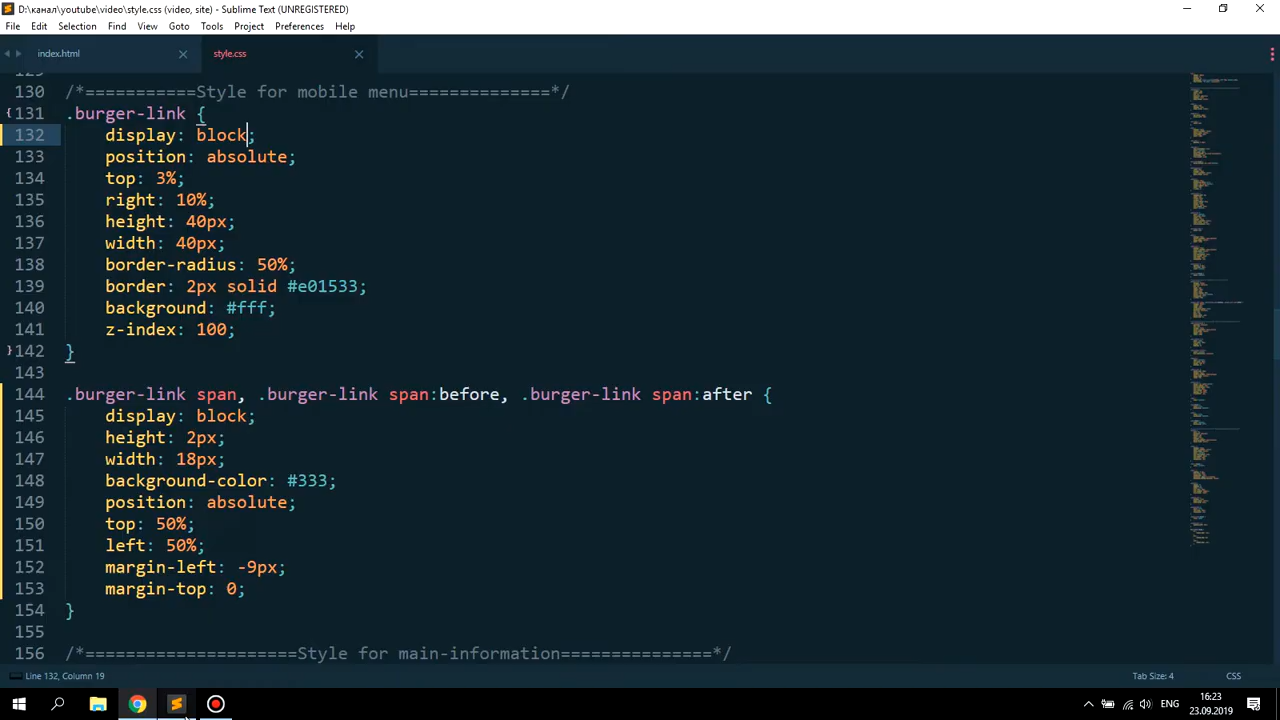 D:\канал\youtube\video\style.css (video, site) - Sublime Text (UNREGISTERED)
File Edit Selection Find View Goto Tools Project Preferences Help
index.html style.css
130 /*===========Style for mobile menu==============*/
131 .burger-link {
132 display: block;
133 position: absolute;
134 top: 3%;
135 right: 10%;
136 height: 40px;
137 width: 40px;
138 border-radius: 50%;
139 border: 2px solid #e01533;
140 background: #fff;
141 z-index: 100;
142 }
143
144 .burger-link span, .burger-link span:before, .burger-link span:after {
145 display: block;
146 height: 2px;
147 width: 18px;
148 background-color: #333;
149 position: absolute;
150 top: 50%;
151 left: 50%;
152 margin-left: -9px;
153 margin-top: 0;
154 }
155
156 /*=====================Style for main-information===============*/
Line 132, Column 19 Tab Size: 4 CSS
ENG 16:23
23.09.2019